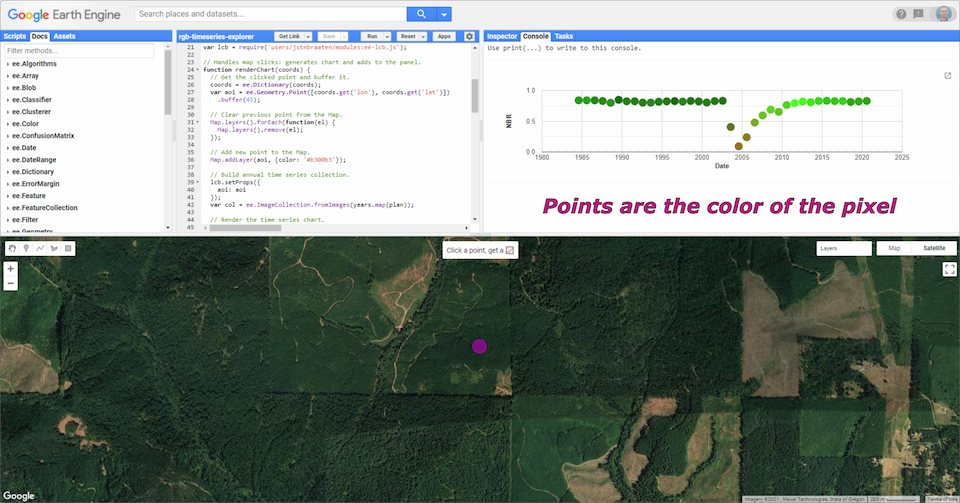 Google Earth Engine
Search places and datasets...
Scripts Docs Assets
Filter methods...
ee.Algorithms
ee.Array
ee.Blob
ee.Classifier
ee.Clusterer
ee.Color
ee.ConfusionMatrix
ee.Date
ee.DateRange
ee.Dictionary
ee.ErrorMargin
ee.Feature
ee.FeatureCollection
ee.Filter
ee.Geometry
rgb-timeseries-explorer
Get Link Save Run Reset Apps
21 var lcb = require('users/jstnbraaten/modules:ee-lcb.js');
22
23 // Handles map clicks: generates chart and adds to the panel.
24 function renderChart(coords) {
25 // Get the clicked point and buffer it.
26 coords = ee.Dictionary(coords);
27 var aoi = ee.Geometry.Point([coords.get('lon'), coords.get('lat')])
28 .buffer(45);
29
30 // Clear previous point from the Map.
31 Map.layers().forEach(function(el) {
32 Map.layers().remove(el);
33 });
34
35 // Add new point to the Map.
36 Map.addLayer(aoi, {color: '#b300b3'});
37
38 // Build annual time series collection.
39 lcb.setProps({
40 aoi: aoi
41 });
42 var col = ee.ImageCollection.fromImages(years.map(plan));
43
44 // Render the time series chart.
45
Inspector Console Tasks
Use print(...) to write to this console.
1.0
0.5
0.0
NBR
1980 1985 1990 1995 2000 2005 2010 2015 2020 2025
Date
Points are the color of the pixel
Click a point, get a
Layers
Map Satellite
Google
Imagery ©2021 , Maxar Technologies, State of Oregon 200 m Terms of Use